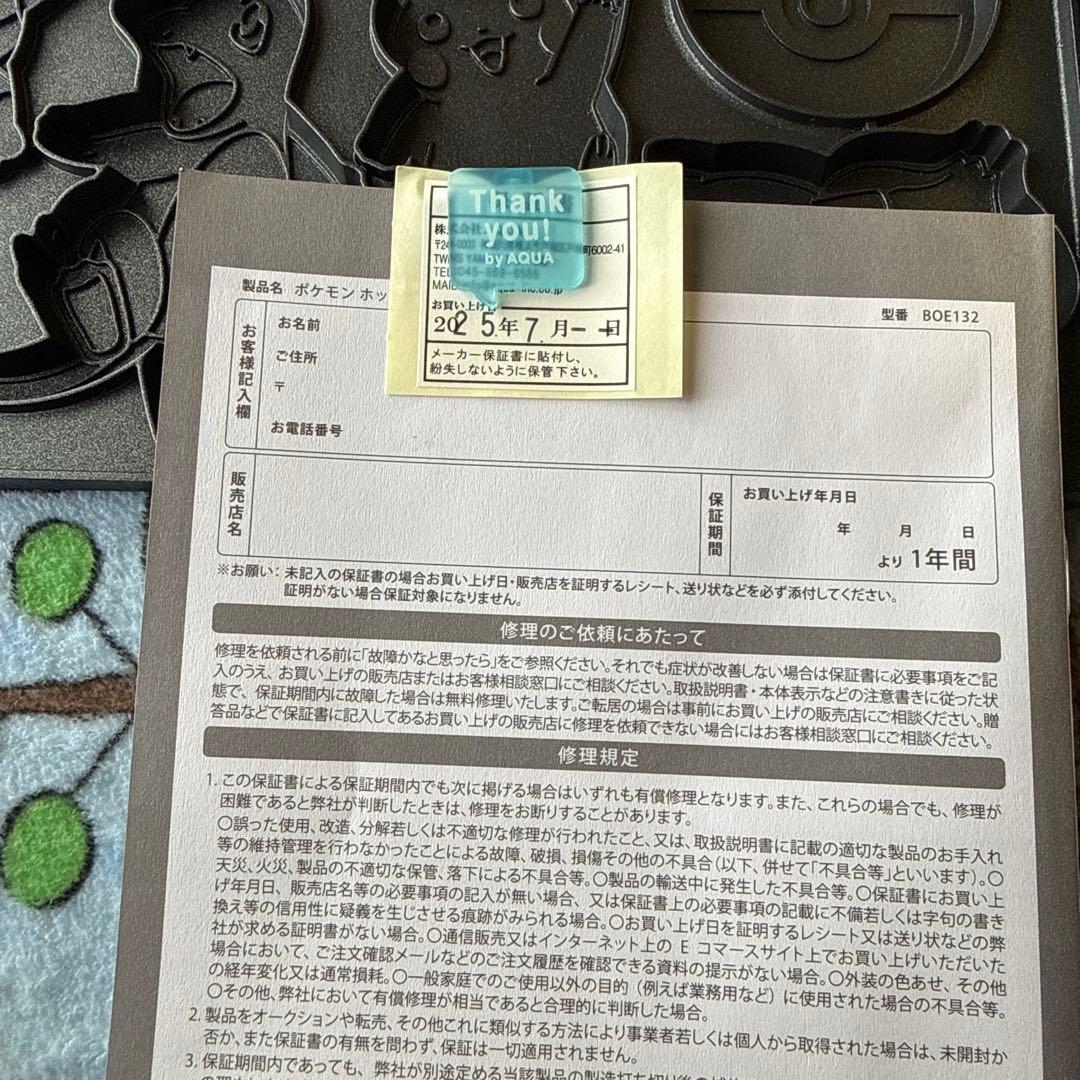 Thank
you!
by AQUA
株
〒24
町6002-41
TW
TEL:045-859-6556
MAIL
お買い上げ日
2025.年7.月--日
メーカー保証書に貼付し、
紛失しないように保管下さい。
製品名 ポケモン ホッ
型番 BOE132
お客様記入欄
お名前
ご住所
〒
お電話番号
販売店名
保証期間
お買い上げ年月日
年 月 日
より 1年間
※お願い: 未記入の保証書の場合お買い上げ日・販売店を証明するレシート、送り状などを必ず添付してください。
証明がない場合保証対象になりません。
修理のご依頼にあたって
修理を依頼される前に「故障かなと思ったら」をご参照ください。それでも症状が改善しない場合は保証書に必要事項をご記
入のうえ、お買い上げの販売店またはお客様相談窓口にご相談ください。取扱説明書・本体表示などの注意書きに従った状
態で、保証期間内に故障した場合は無料修理いたします。ご転居の場合は事前にお買い上げの販売店にご相談ください。贈
答品などで保証書に記入してあるお買い上げの販売店に修理を依頼できない場合にはお客様相談窓口にご相談ください。
修理規定
1. この保証書による保証期間内でも次に掲げる場合はいずれも有償修理となります。また、これらの場合でも、修理が
困難であると弊社が判断したときは、修理をお断りすることがあります。
○誤った使用、改造、分解若しくは不適切な修理が行われたこと、又は、取扱説明書に記載の適切な製品のお手入れ
等の維持管理を行わなかったことによる故障、破損、損傷その他の不具合(以下、併せて「不具合等」といいます)。○
天災、火災、製品の不適切な保管、落下による不具合等。○製品の輸送中に発生した不具合等。○保証書にお買い上
げ年月日、販売店名等の必要事項の記入が無い場合、又は保証書上の必要事項の記載に不備若しくは字句の書き
換え等の信用性に疑義を生じさせる痕跡がみられる場合。○お買い上げ日を証明するレシート又は送り状などの弊
社が求める証明書がない場合。○通信販売又はインターネット上の E コマースサイト上でお買い上げいただいた
場合において、ご注文確認メールなどのご注文履歴を確認できる資料の提示がない場合。○外装の色あせ、その他
の経年変化又は通常損耗。○一般家庭でのご使用以外の目的(例えば業務用など)に使用された場合の不具合等。
○その他、弊社において有償修理が相当であると合理的に判断した場合。
2. 製品をオークションや転売、その他これに類似する方法により事業者若しくは個人から取得された場合は、未開封か
否か、また保証書の有無を問わず、保証は一切適用されません。
3. 保証期間内であっても、弊社が別途定める当該製品の製造打ち切り後の